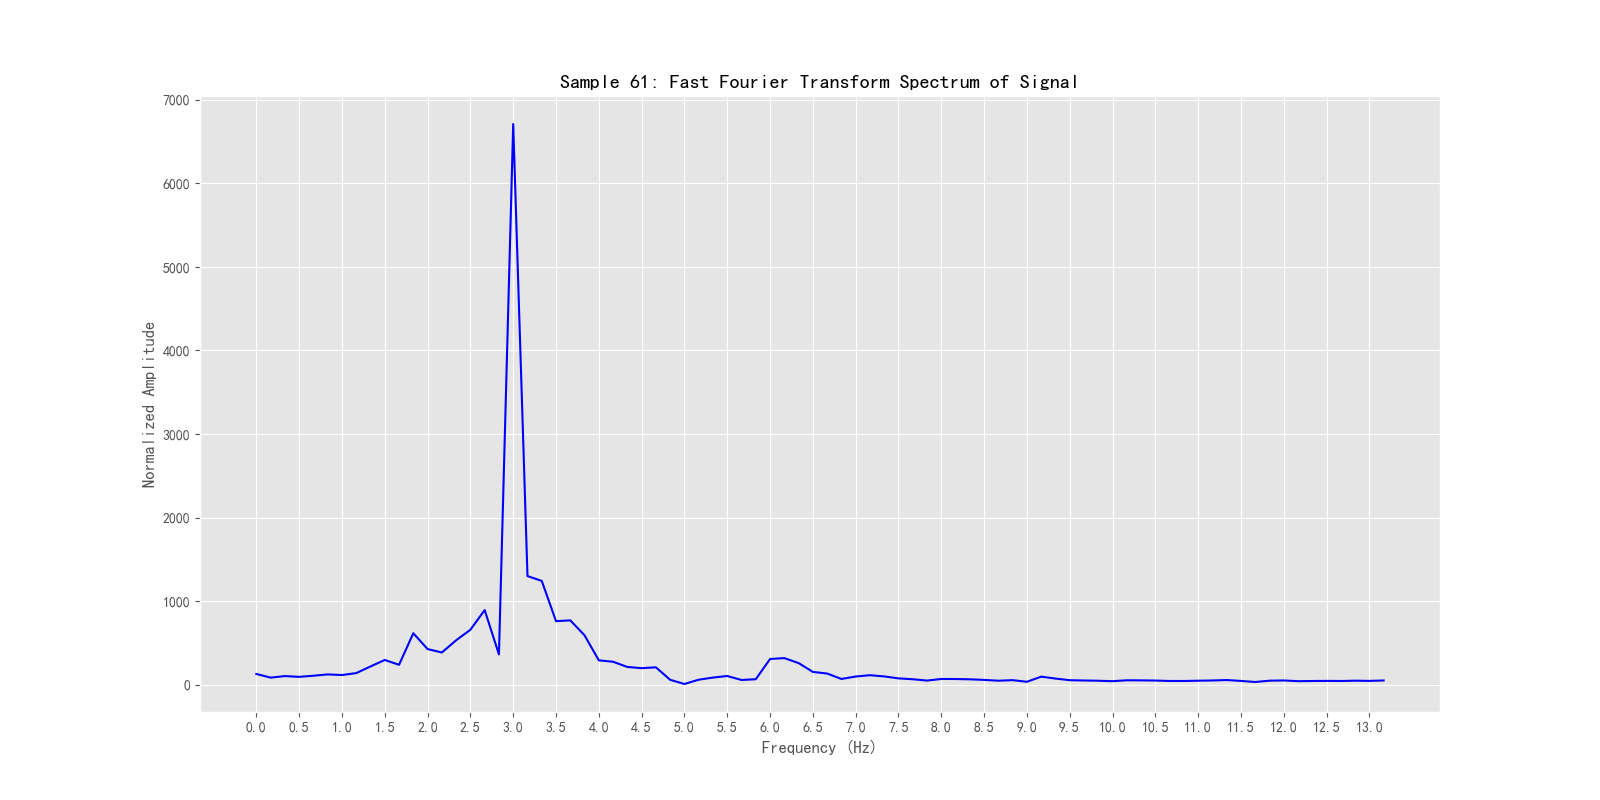 Sample 61: Fast Fourier Transform Spectrum of Signal
7000
6000
5000
4000
3000
2000
1000
0
Normalized Amplitude
0.0 0.5 1.0 1.5 2.0 2.5 3.0 3.5 4.0 4.5 5.0 5.5 6.0 6.5 7.0 7.5 8.0 8.5 9.0 9.5 10.0 10.5 11.0 11.5 12.0 12.5 13.0
Frequency (Hz)